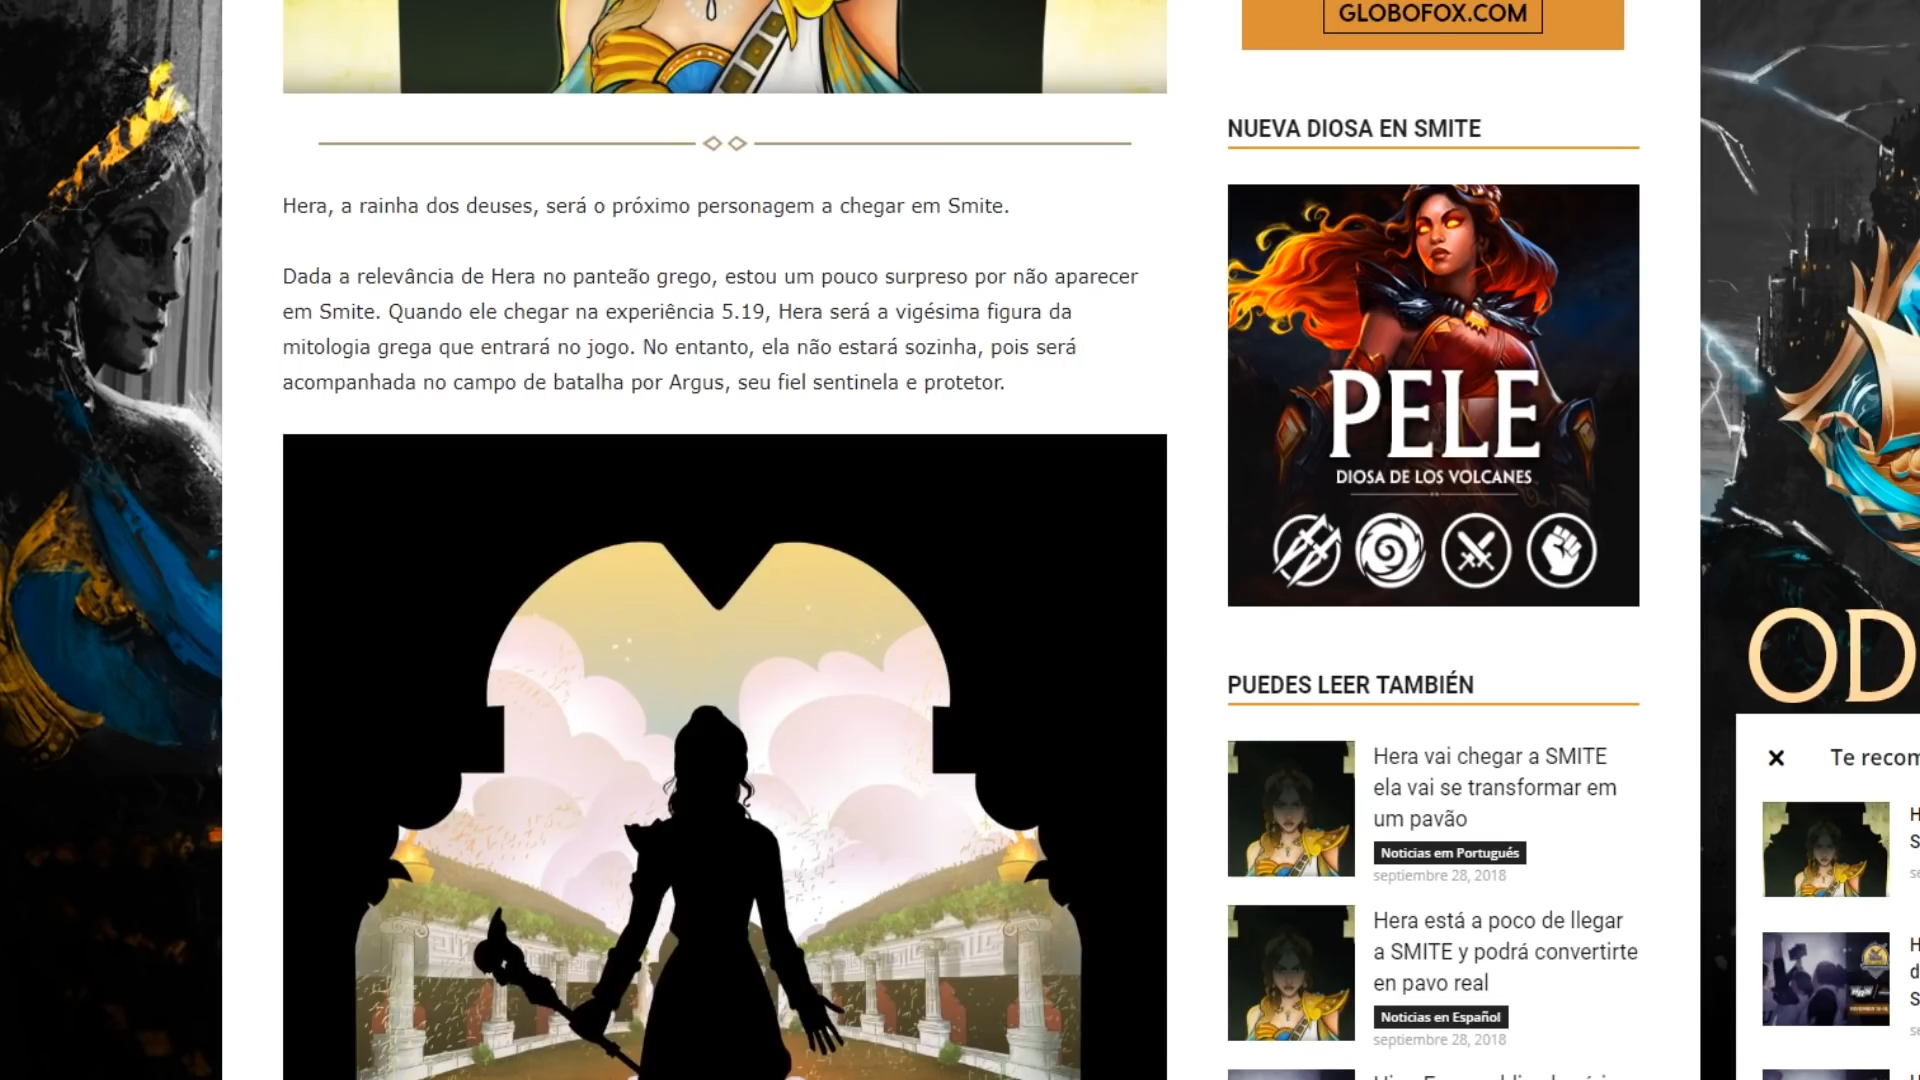 GLOBOFOX.COM
Hera, a rainha dos deuses, será o próximo personagem a chegar em Smite.
Dada a relevância de Hera no panteão grego, estou um pouco surpreso por não aparecer
em Smite. Quando ele chegar na experiência 5.19, Hera será a vigésima figura da
mitologia grega que entrará no jogo. No entanto, ela não estará sozinha, pois será
acompanhada no campo de batalha por Argus, seu fiel sentinela e protetor.
NUEVA DIOSA EN SMITE
PELE
DIOSA DE LOS VOLCANES
PUEDES LEER TAMBIÉN
Hera vai chegar a SMITE
ela vai se transformar em
um pavão
Noticias em Portugués
septiembre 28, 2018
Hera está a poco de llegar
a SMITE y podrá convertirte
en pavo real
Noticias en Español
septiembre 28, 2018
OD
Te recom
H
S
se
H
d
S
se